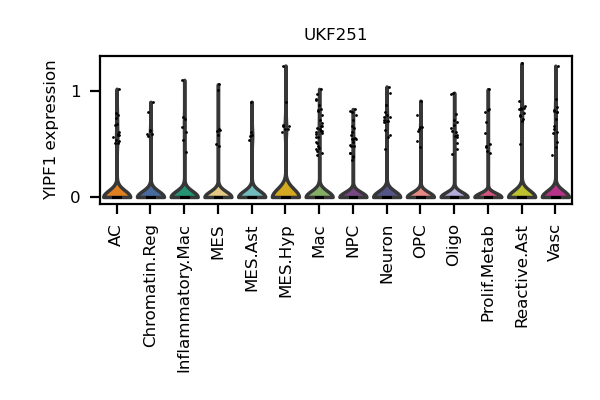 UKF251
YIPF1 expression
1
0
AC
Chromatin.Reg
Inflammatory.Mac
MES
MES.Ast
MES.Hyp
Mac
NPC
Neuron
OPC
Oligo
Prolif.Metab
Reactive.Ast
Vasc